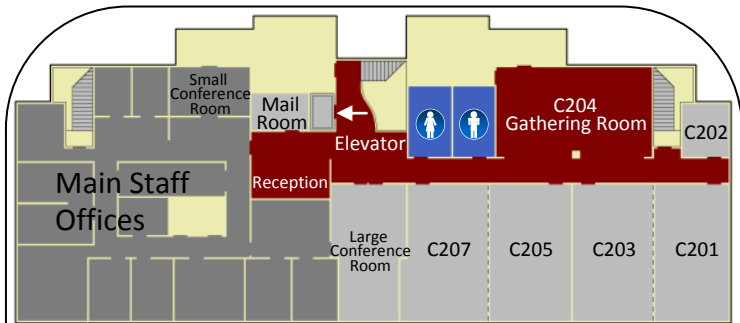 Small
Conference
Room
Mail
Room
Elevator
C204
Gathering Room
C202
Reception
Main Staff
Offices
Large
Conference
Room
C207
C205
C203
C201